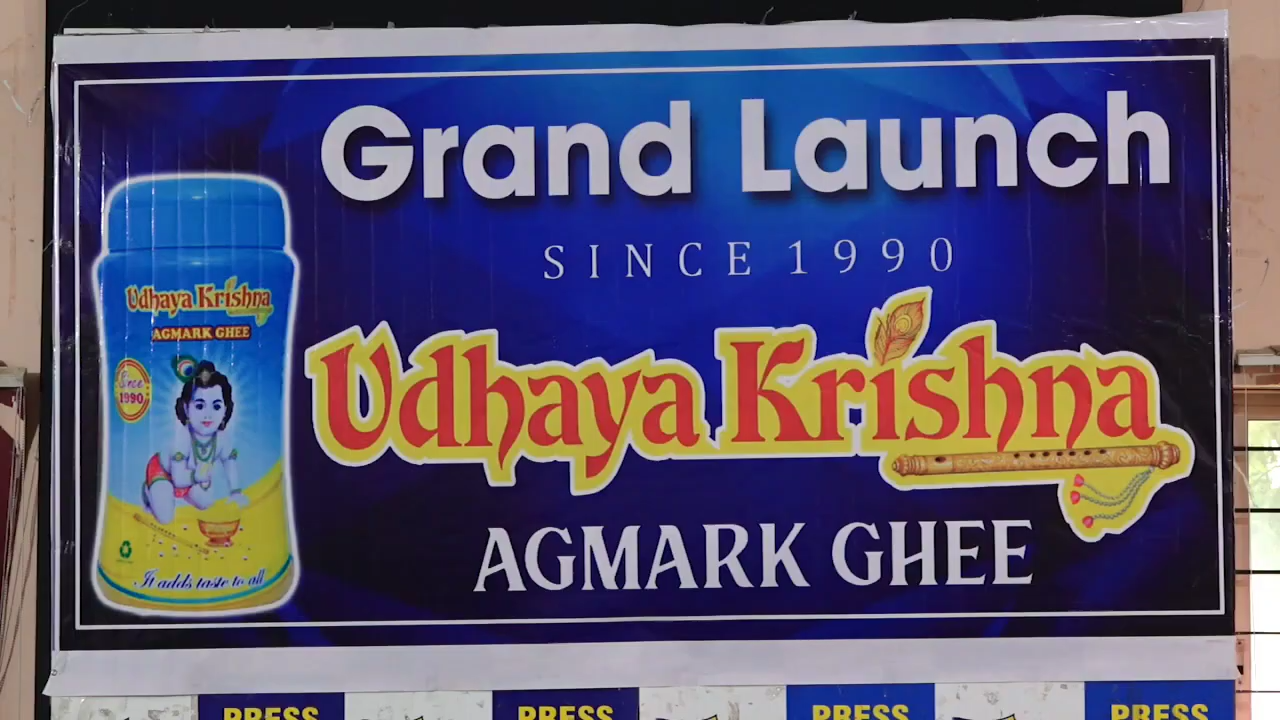 Grand Launch
SINCE 1990
Udhaya Krishna
AGMARK GHEE
Udhaya Krishna
AGMARK GHEE
Since
1990
It adds taste to all
PRESS PRESS PRESS PRESS